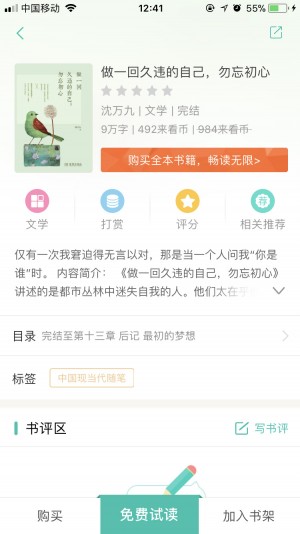 中国移动
12:41
55%
做一回久违的自己，勿忘初心
沈万九 | 文学 | 完结
9万字 | 492来看币 | 984来看币
购买全本书籍，畅读无限>
文学
打赏
荐
评分
相关推荐
仅有一次我窘迫得无言以对，那是当一个人问我“你是
谁”时。 内容简介： 《做一回久违的自己，勿忘初心》
讲述的是都市丛林中迷失自我的人。他们太在乎
目录 完结至第十三章 后记 最初的梦想
标签 中国现当代随笔
书评区
写书评
购买
免费试读
加入书架